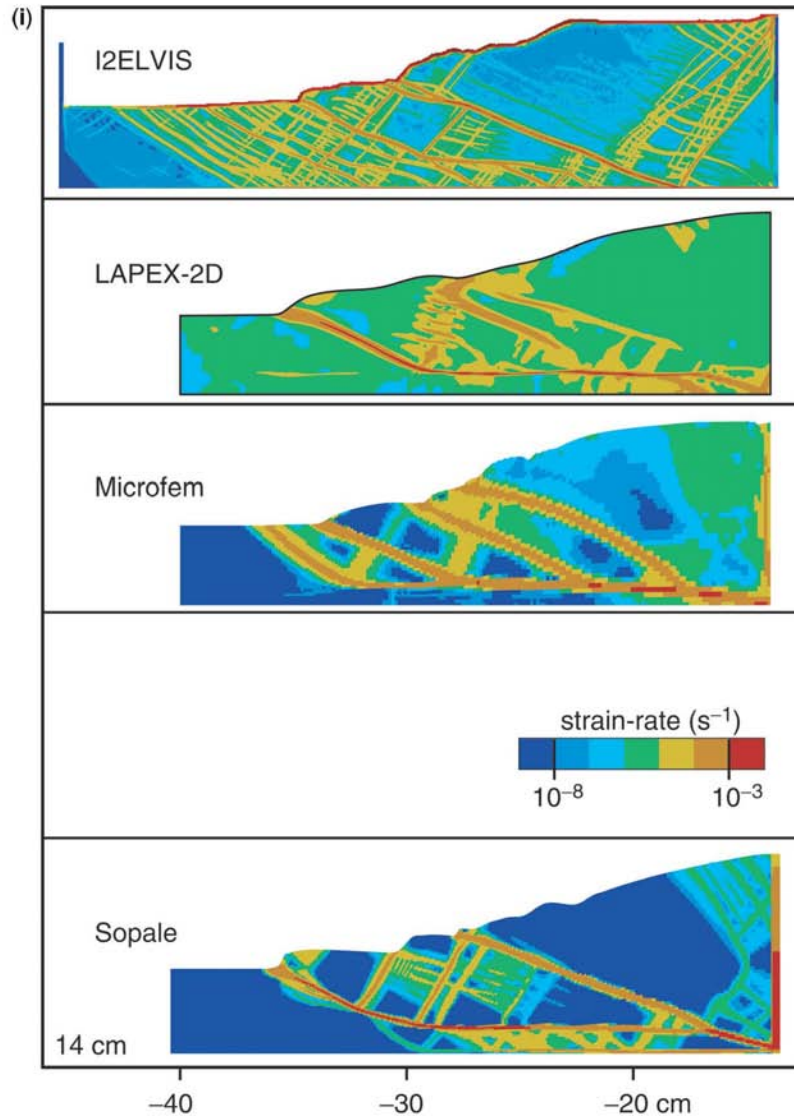 (i)
I2ELVIS
LAPEX-2D
Microfem
strain-rate (s⁻¹)
10⁻⁸ 10⁻³
Sopale
14 cm
−40 −30 −20 cm